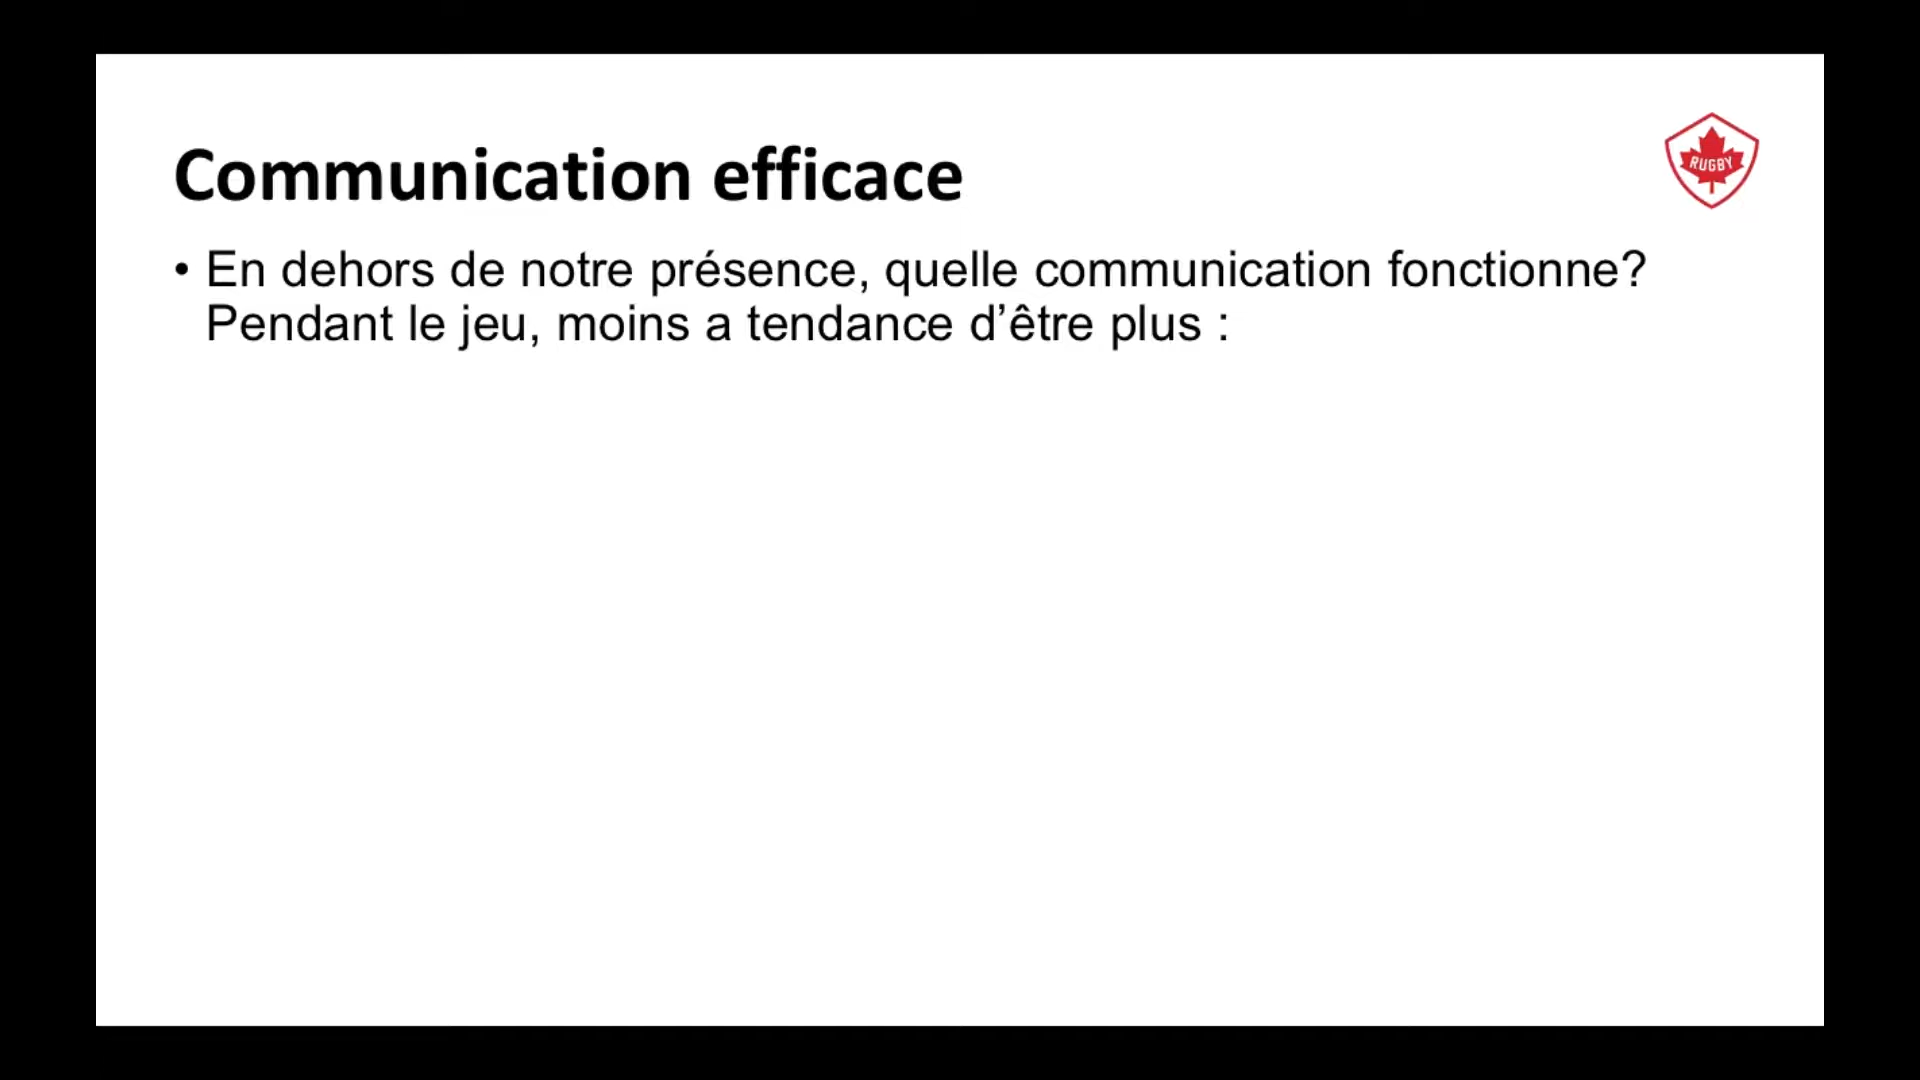 Communication efficace
RUGBY
• En dehors de notre présence, quelle communication fonctionne?
Pendant le jeu, moins a tendance d’être plus :